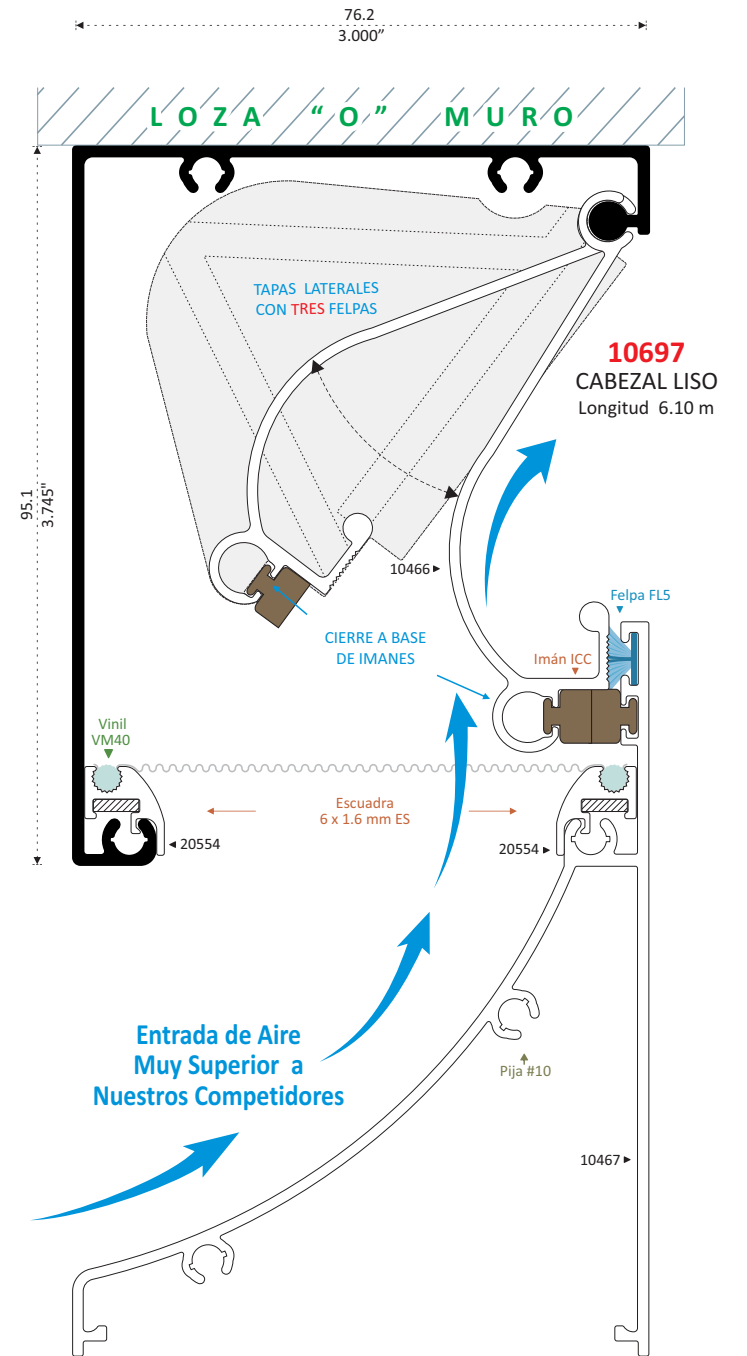 76.2
3.000”
LOZA “O” MURO
TAPAS LATERALES
CON TRES FELPAS
10697
CABEZAL LISO
Longitud 6.10 m
95.1
3.745"
10466
Felpa FL5
CIERRE A BASE
DE IMANES
Imán ICC
Vinil
VM40
Escuadra
6 x 1.6 mm ES
20554
20554
Entrada de Aire
Muy Superior a
Nuestros Competidores
Pija #10
10467